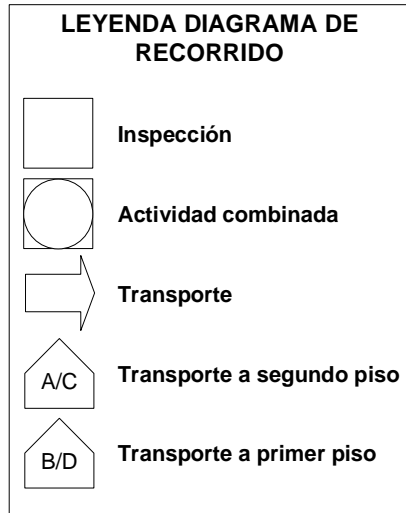 LEYENDA DIAGRAMA DE
RECORRIDO
Inspección
Actividad combinada
Transporte
A/C
Transporte a segundo piso
B/D
Transporte a primer piso